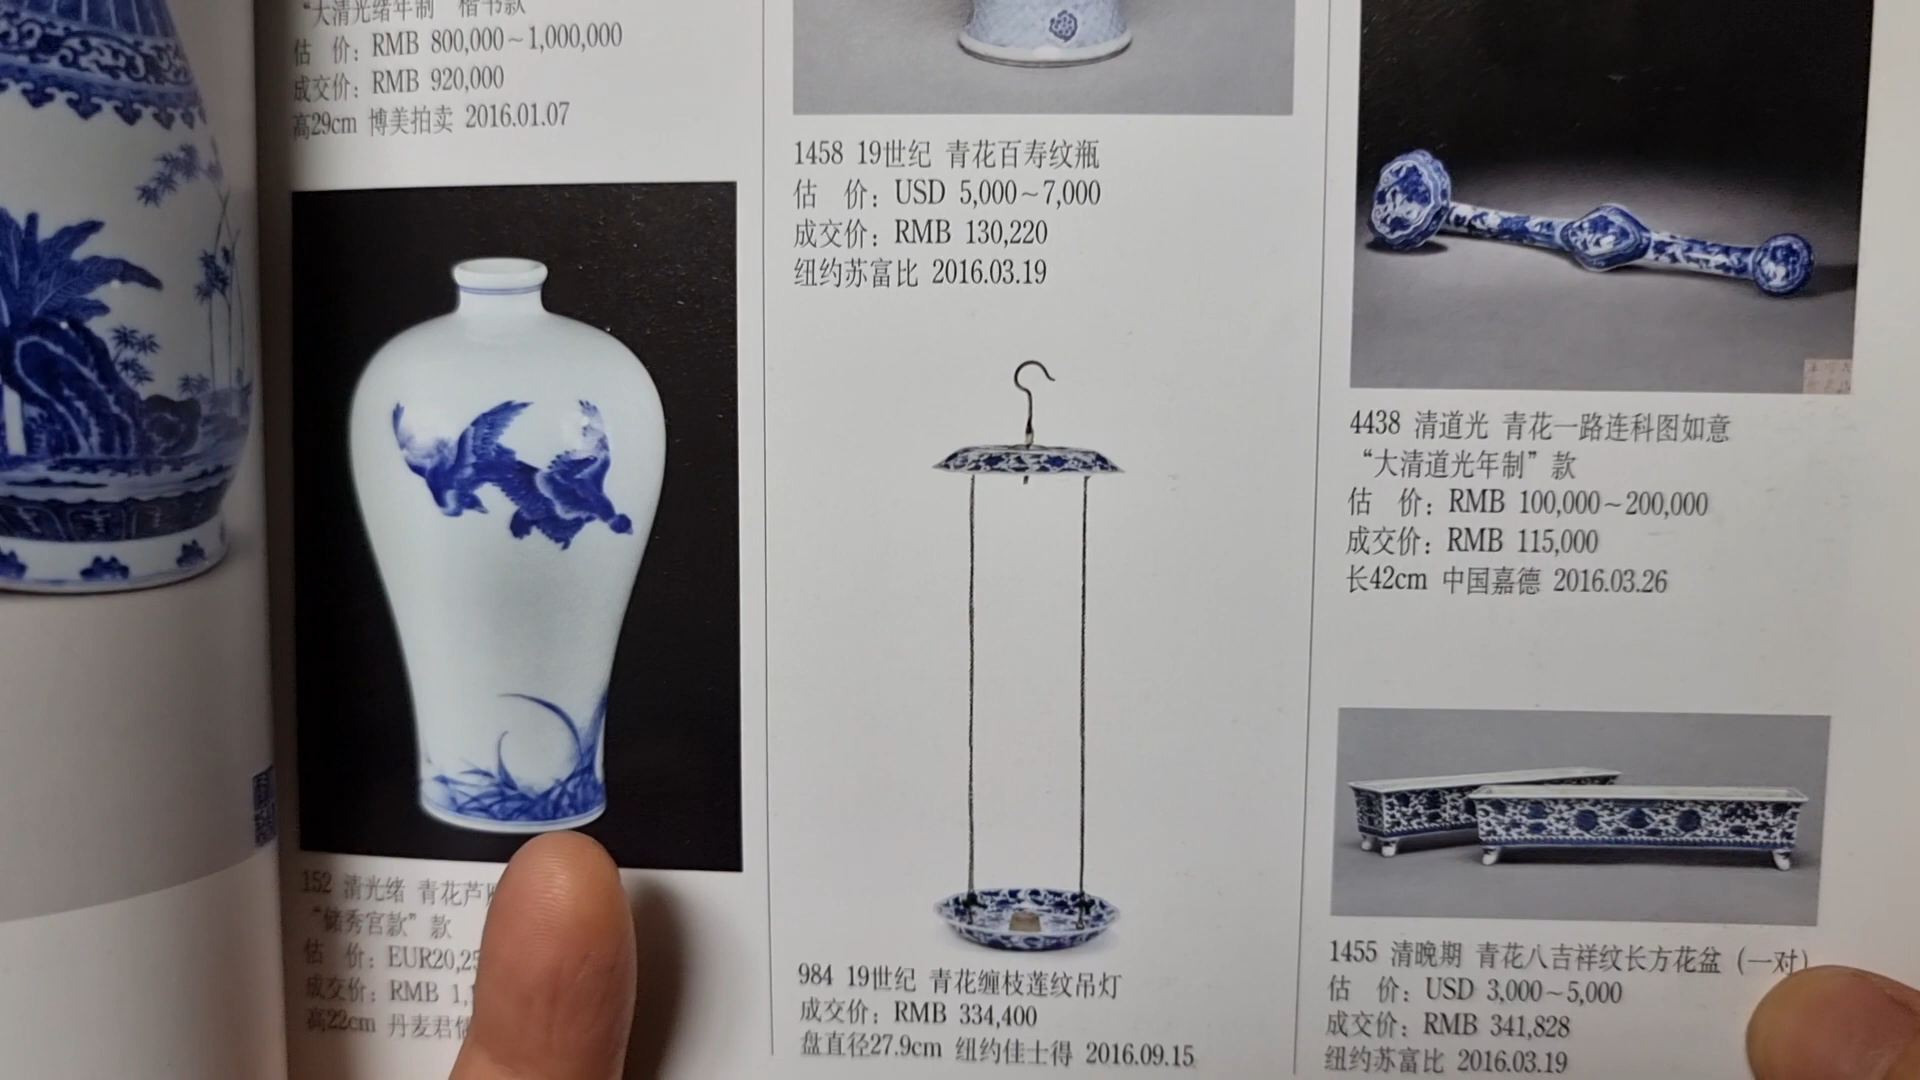 “大清光绪年制”楷书款
估　价：RMB 800,000~1,000,000
成交价：RMB 920,000
高29cm 博美拍卖 2016.01.07
152 清光绪 青花芦
“储秀宫款”款
估　价：EUR20,25
成交价：RMB 1,
高22cm 丹麦君
1458 19世纪 青花百寿纹瓶
估　价：USD 5,000~7,000
成交价：RMB 130,220
纽约苏富比 2016.03.19
984 19世纪 青花缠枝莲纹吊灯
成交价：RMB 334,400
盘直径27.9cm 纽约佳士得 2016.09.15
4438 清道光 青花一路连科图如意
“大清道光年制”款
估　价：RMB 100,000~200,000
成交价：RMB 115,000
长42cm 中国嘉德 2016.03.26
1455 清晚期 青花八吉祥纹长方花盆（一对）
估　价：USD 3,000~5,000
成交价：RMB 341,828
纽约苏富比 2016.03.19